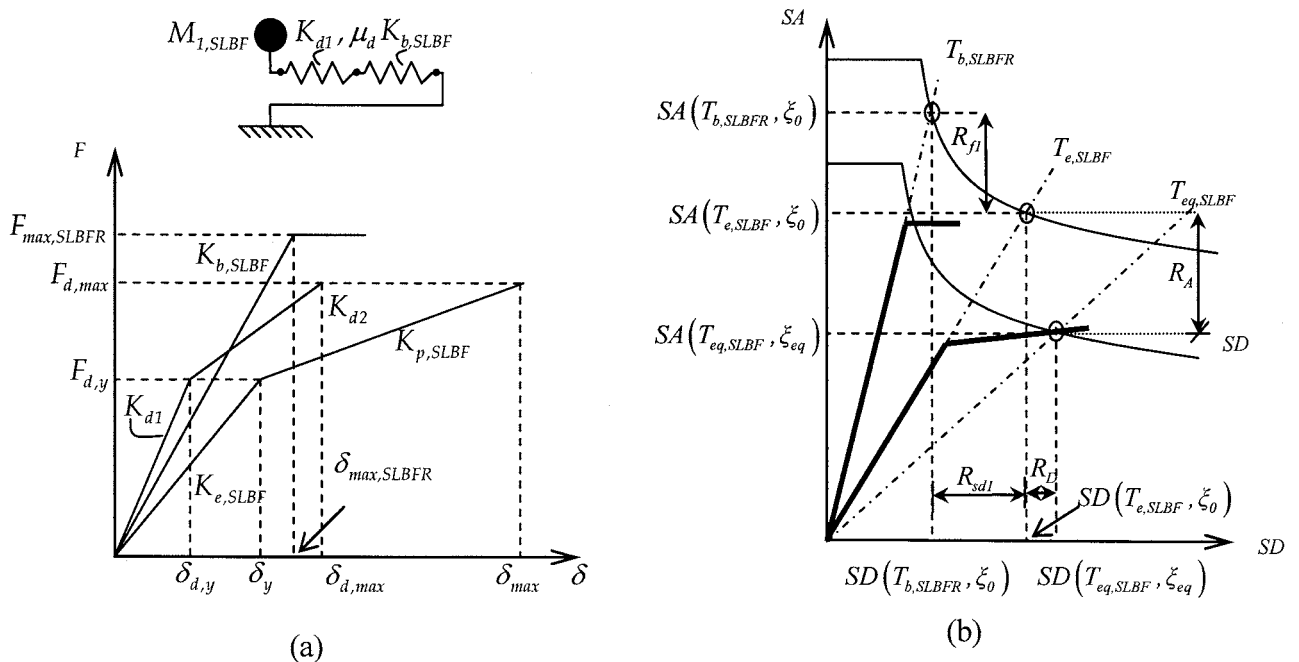 M1,SLBF Kd1 , μd Kb,SLBF
F
Fmax,SLBFR
Kb,SLBF
Fd,max
Kd2
Kp,SLBF
Fd,y
Kd1
δmax,SLBFR
Ke,SLBF
δd,y δy δd,max δmax δ
(a)
SA
Tb,SLBFR
SA(Tb,SLBFR, ξ0)
Rf1
Te,SLBF
Teq,SLBF
SA(Te,SLBF, ξ0)
RA
SA(Teq,SLBF, ξeq)
SD
Rsd1
RD
SD(Te,SLBF, ξ0)
SD
SD(Tb,SLBFR, ξ0) SD(Teq,SLBF, ξeq)
(b)